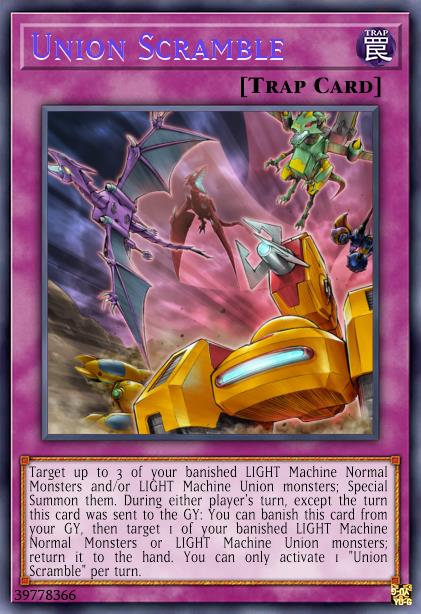 Union Scramble
TRAP
罠
[Trap Card]
Target up to 3 of your banished LIGHT Machine Normal
Monsters and/or LIGHT Machine Union monsters; Special
Summon them. During either player's turn, except the turn
this card was sent to the GY: You can banish this card from
your GY, then target 1 of your banished LIGHT Machine
Normal Monsters or LIGHT Machine Union monsters;
return it to the hand. You can only activate 1 "Union
Scramble" per turn.
39778366